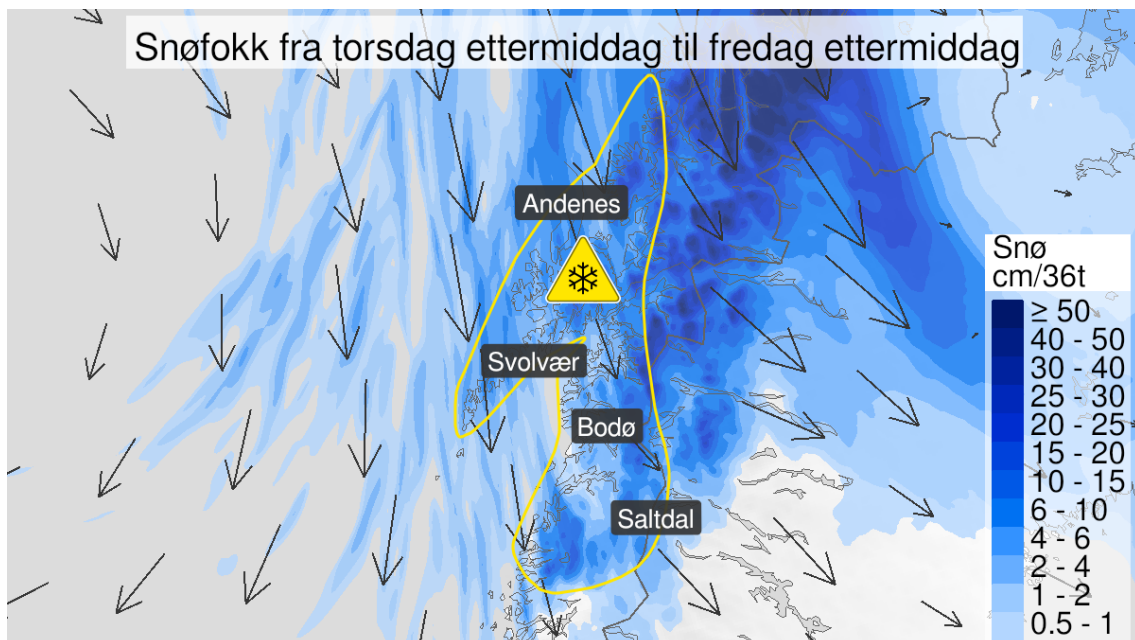 Snøfokk fra torsdag ettermiddag til fredag ettermiddag
Andenes
Svolvær
Bodø
Saltdal
Snø
cm/36t
≥ 50
40 - 50
30 - 40
25 - 30
20 - 25
15 - 20
10 - 15
6 - 10
4 - 6
2 - 4
1 - 2
0.5 - 1